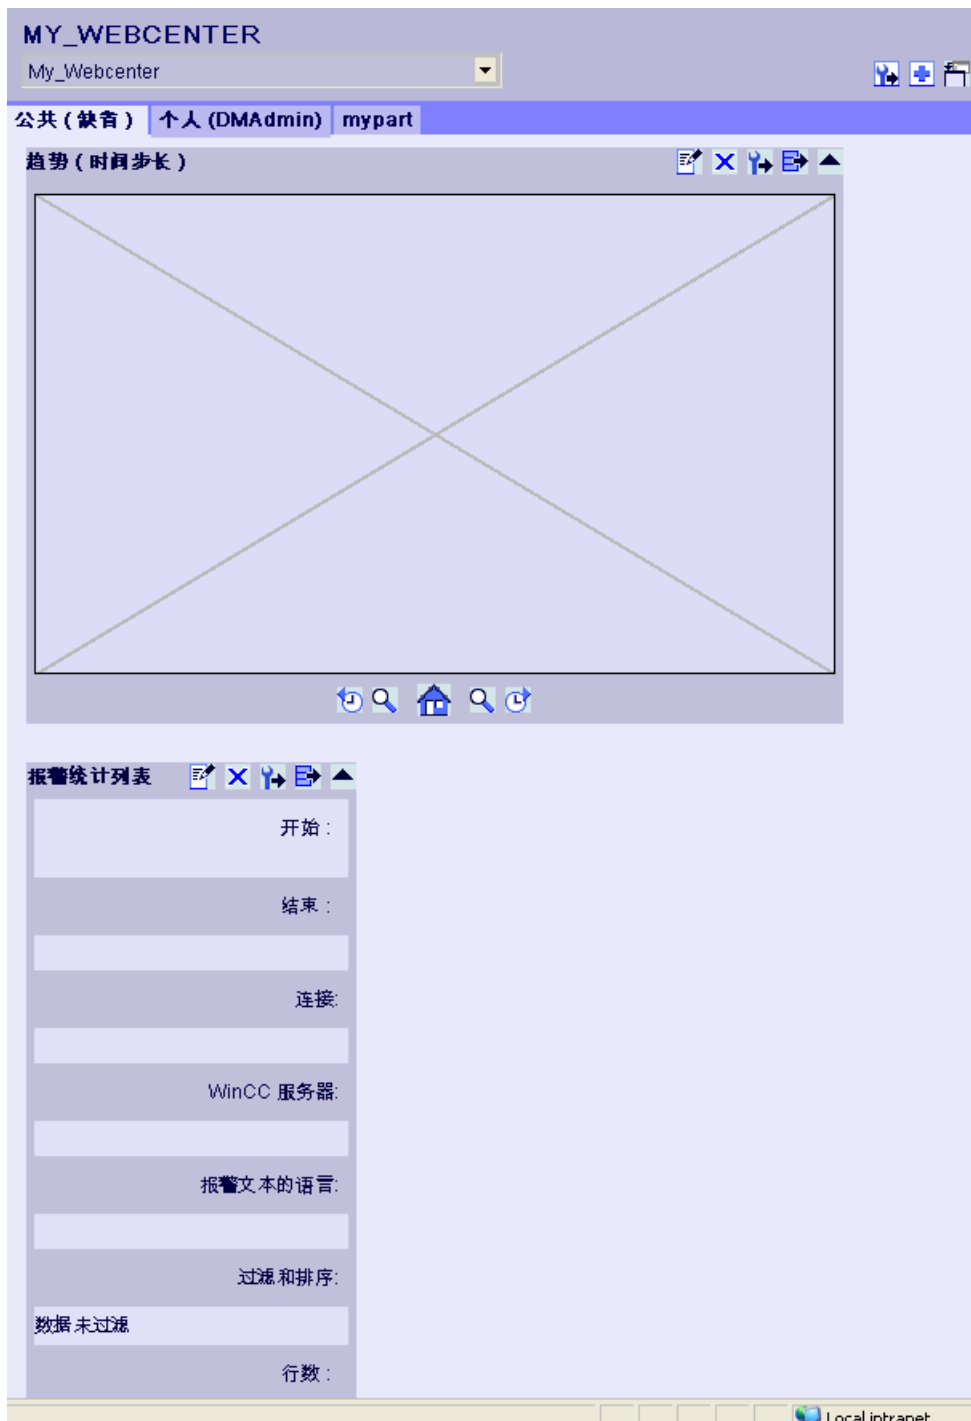 MY_WEBCENTER
My_Webcenter
公共 ( 缺省 ) 个人 (DMAdmin) mypart
趋势 ( 时间步长 )
报警统计列表
开始 :
结束 :
连接:
WinCC 服务器:
报警文本的语言:
过滤和排序:
数据未过滤
行数 :
Local intranet